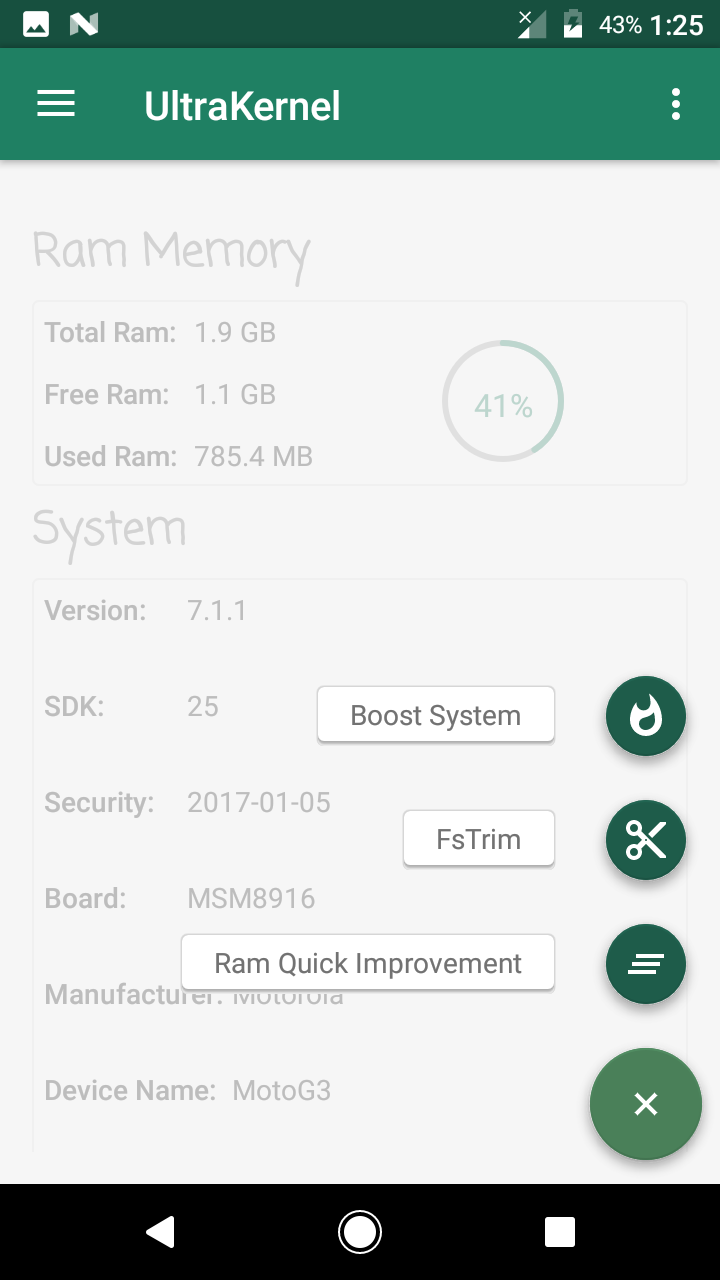 43% 1:25
UltraKernel
Ram Memory
Total Ram: 1.9 GB
Free Ram: 1.1 GB
41%
Used Ram: 785.4 MB
System
Version: 7.1.1
SDK: 25
Boost System
Security: 2017-01-05
FsTrim
Board: MSM8916
Ram Quick Improvement
Manufacturer: Motorola
Device Name: MotoG3